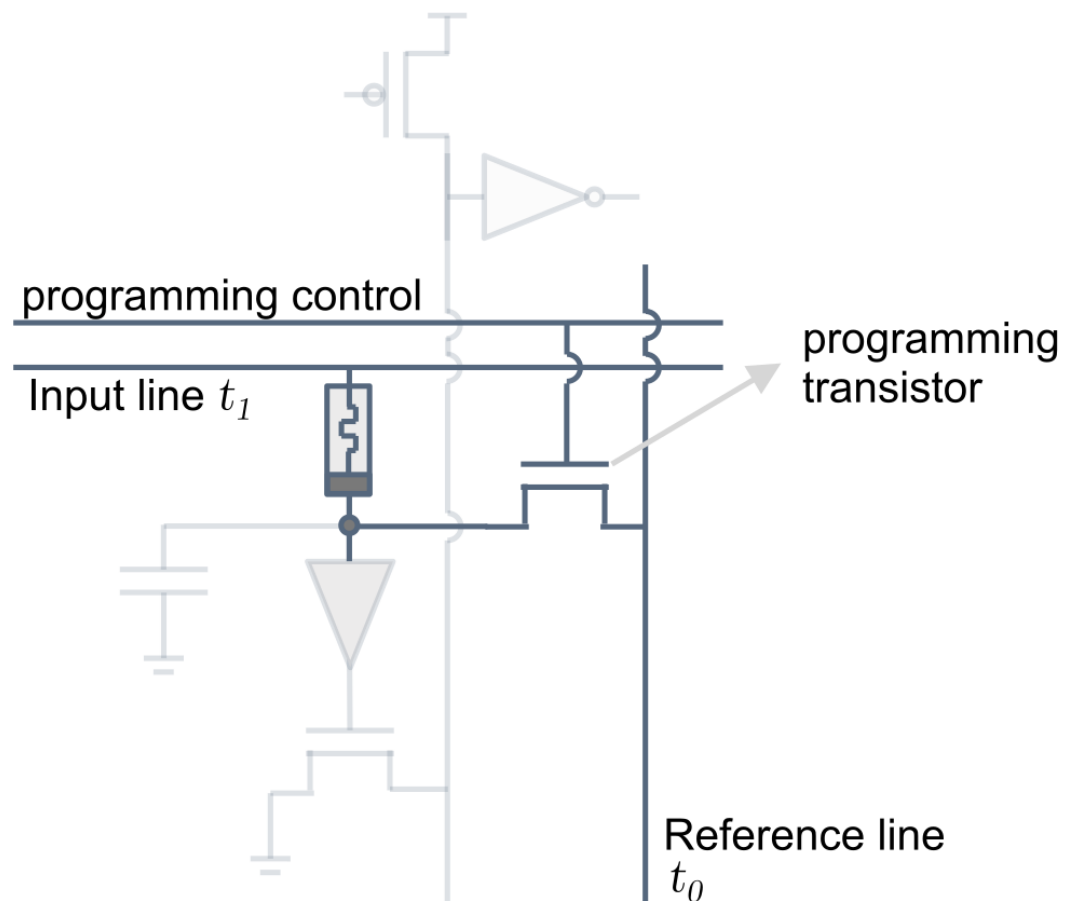 programming control
programming
transistor
Input line t₁
Reference line
t₀